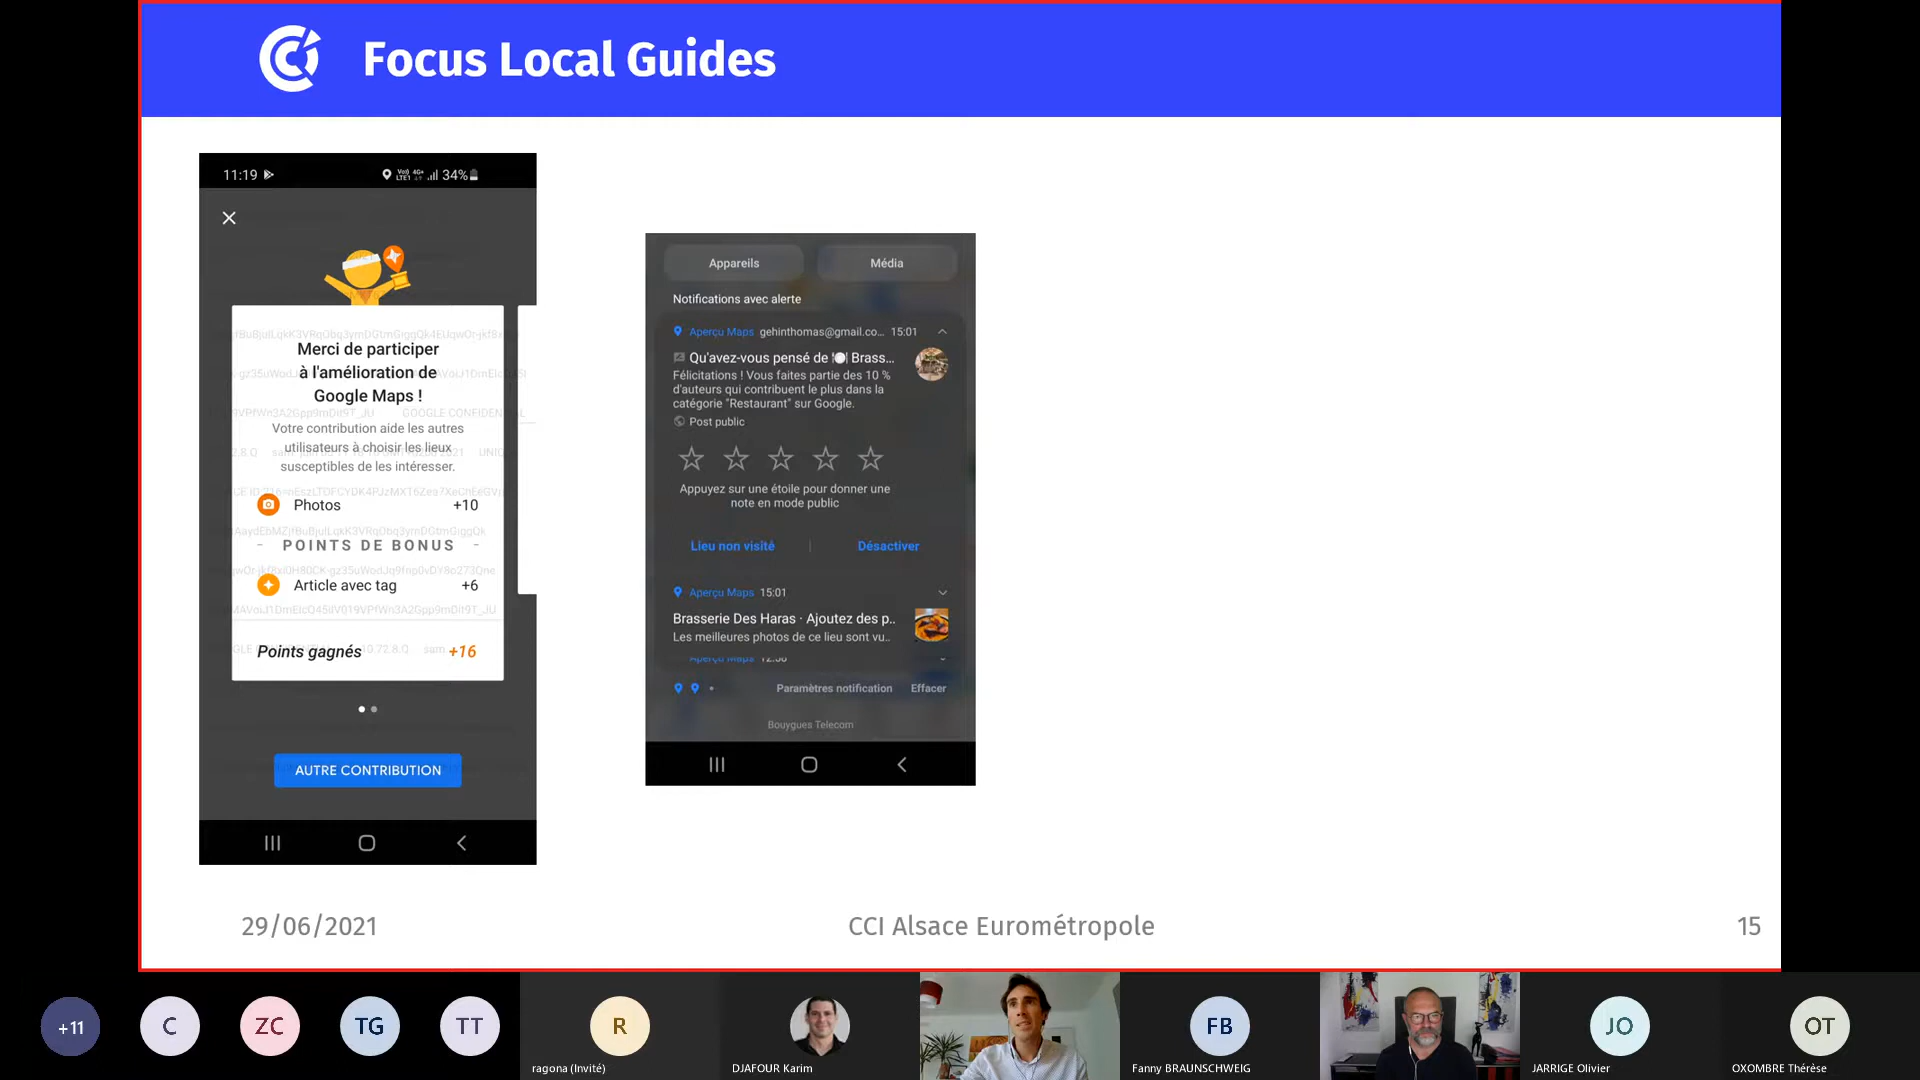 Focus Local Guides
11:19
34%
Merci de participer
à l'amélioration de
Google Maps !
Votre contribution aide les autres
utilisateurs à choisir les lieux
susceptibles de les intéresser.
Photos +10
- POINTS DE BONUS -
Article avec tag +6
Points gagnés +16
AUTRE CONTRIBUTION
Appareils Média
Notifications avec alerte
Aperçu Maps gehinthomas@gmail.co... 15:01
Qu'avez-vous pensé de 🍽 Brass...
Félicitations ! Vous faites partie des 10 %
d'auteurs qui contribuent le plus dans la
catégorie "Restaurant" sur Google.
Post public
Appuyez sur une étoile pour donner une
note en mode public
Lieu non visité | Désactiver
Aperçu Maps 15:01
Brasserie Des Haras · Ajoutez des p..
Les meilleures photos de ce lieu sont vu..
Aperçu Maps
Paramètres notification Effacer
Bouygues Telecom
29/06/2021 CCI Alsace Eurométropole 15
+11 C ZC TG TT R FB JO OT
ragona (Invité) DJAFOUR Karim Fanny BRAUNSCHWEIG JARRIGE Olivier OXOMBRE Thérèse